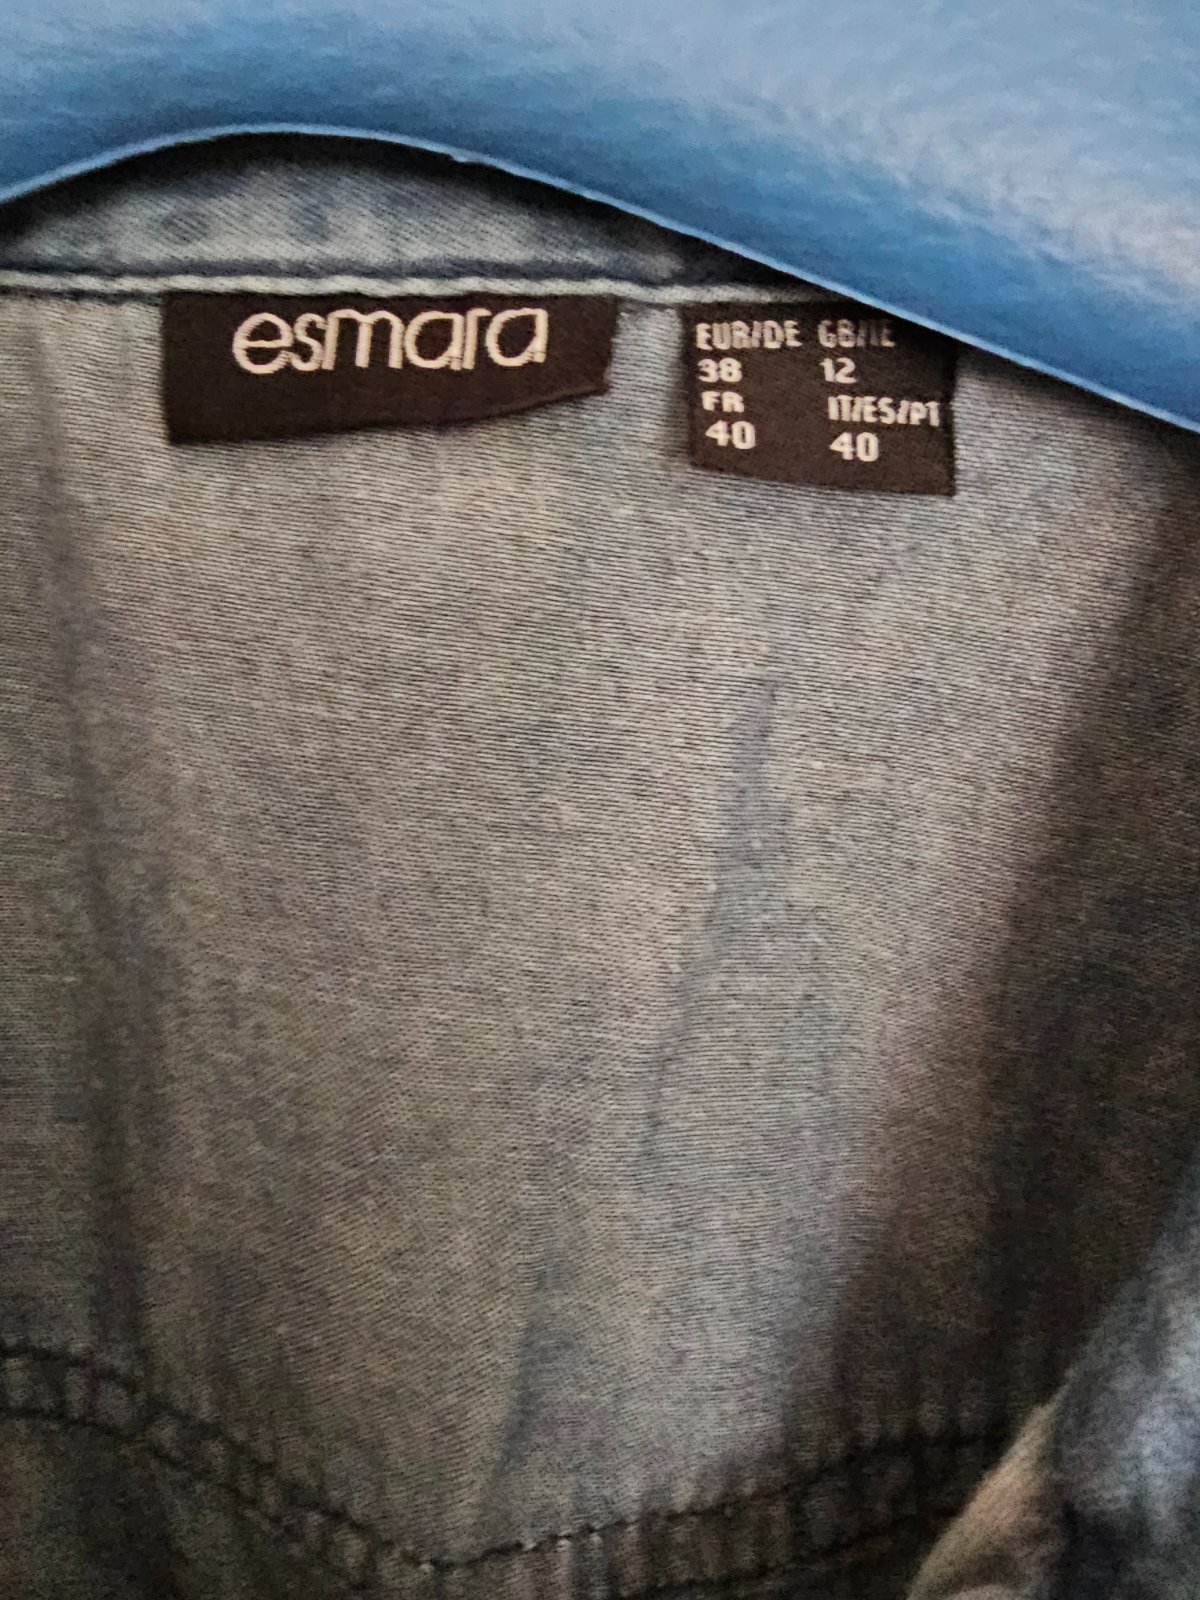 esmara
EUR/DE GB/IE
38 12
FR IT/ES/PT
40 40